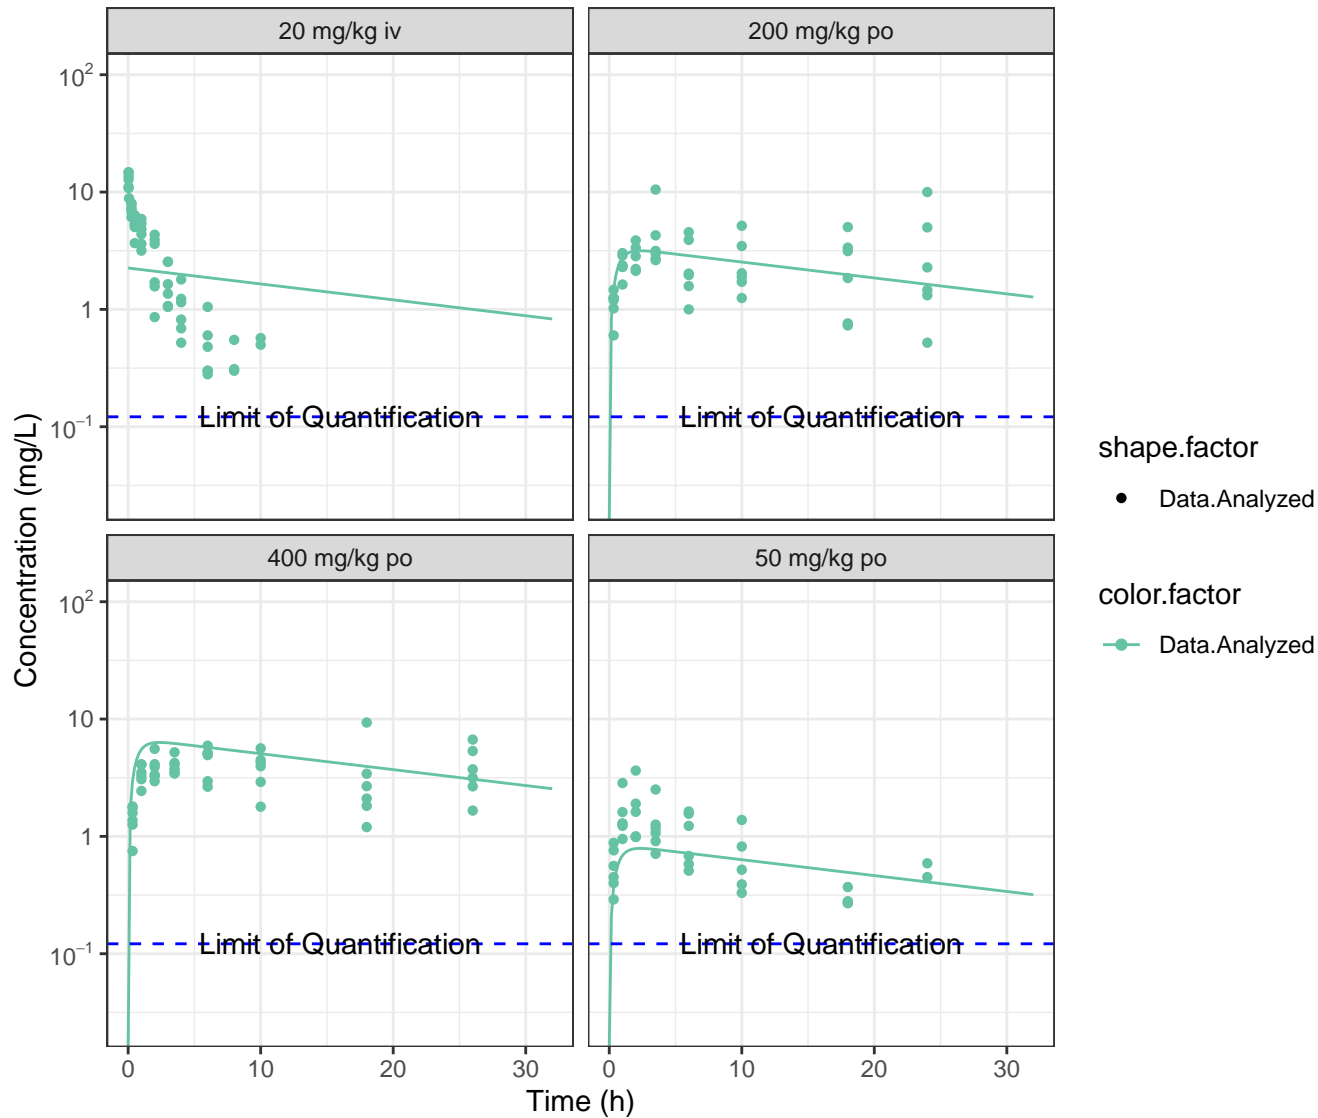 20 mg/kg iv
200 mg/kg po
10²
10
1
10⁻¹
Limit of Quantification
Limit of Quantification
400 mg/kg po
50 mg/kg po
10²
10
1
10⁻¹
Limit of Quantification
Limit of Quantification
0 10 20 30
0 10 20 30
Time (h)
Concentration (mg/L)
shape.factor
Data.Analyzed
color.factor
Data.Analyzed